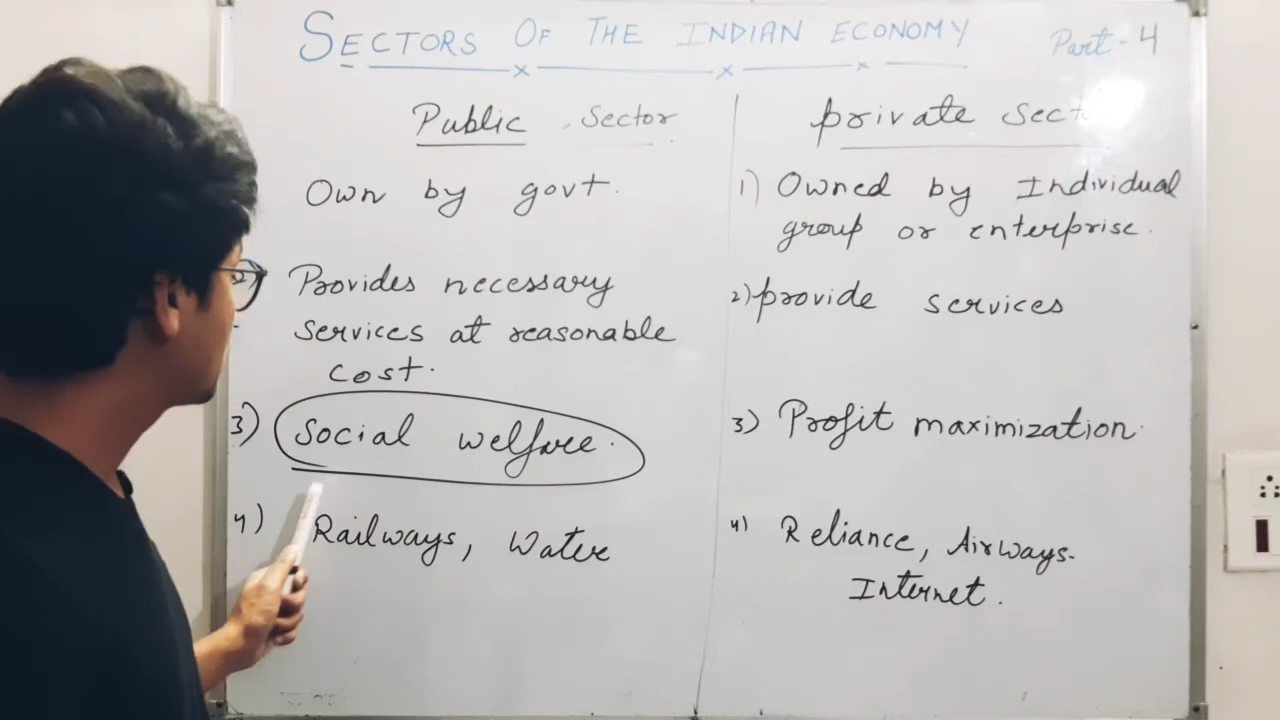 SECTORS OF THE INDIAN ECONOMY Part-4
Public Sector
Own by govt.
Provides necessary
services at reasonable
cost.
3) Social welfare.
4) Railways, Water
private Sect
1) Owned by Individual
group or enterprise.
2) provide services
3) Profit maximization.
4) Reliance, Airways.
Internet.